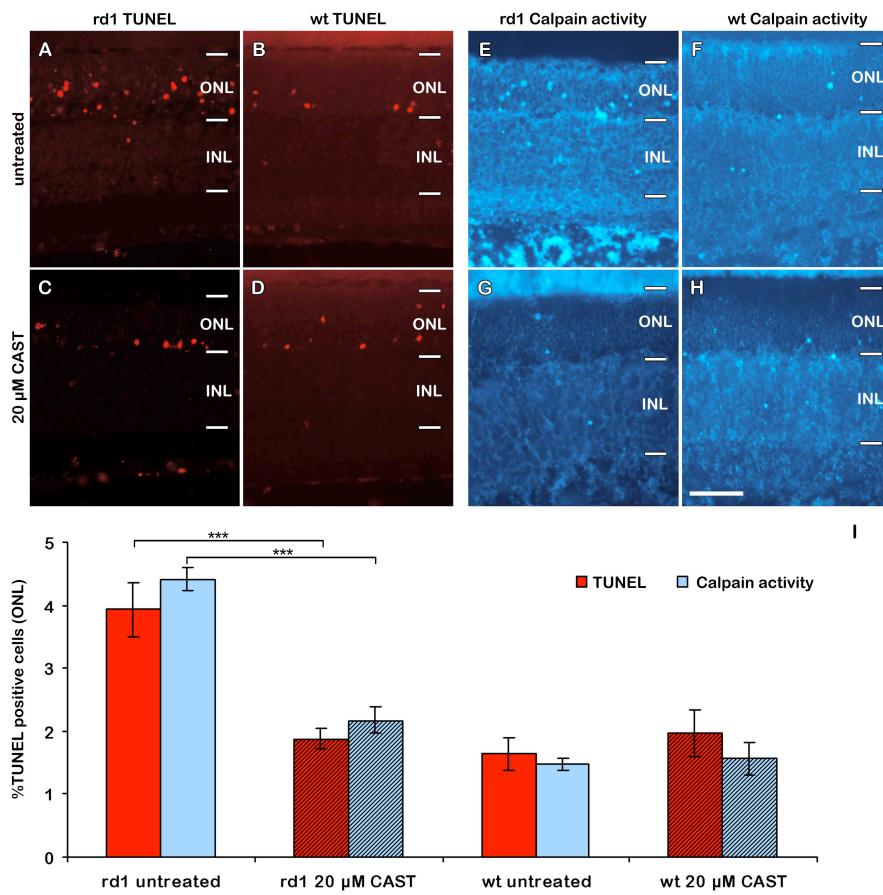 rd1 TUNEL
wt TUNEL
rd1 Calpain activity
wt Calpain activity
untreated
A
ONL
INL
B
ONL
INL
E
ONL
INL
F
ONL
INL
20 µM CAST
C
ONL
INL
D
ONL
INL
G
ONL
INL
H
ONL
INL
I
%TUNEL positive cells (ONL)
5
4
3
2
1
0
***
***
TUNEL
Calpain activity
rd1 untreated
rd1 20 µM CAST
wt untreated
wt 20 µM CAST